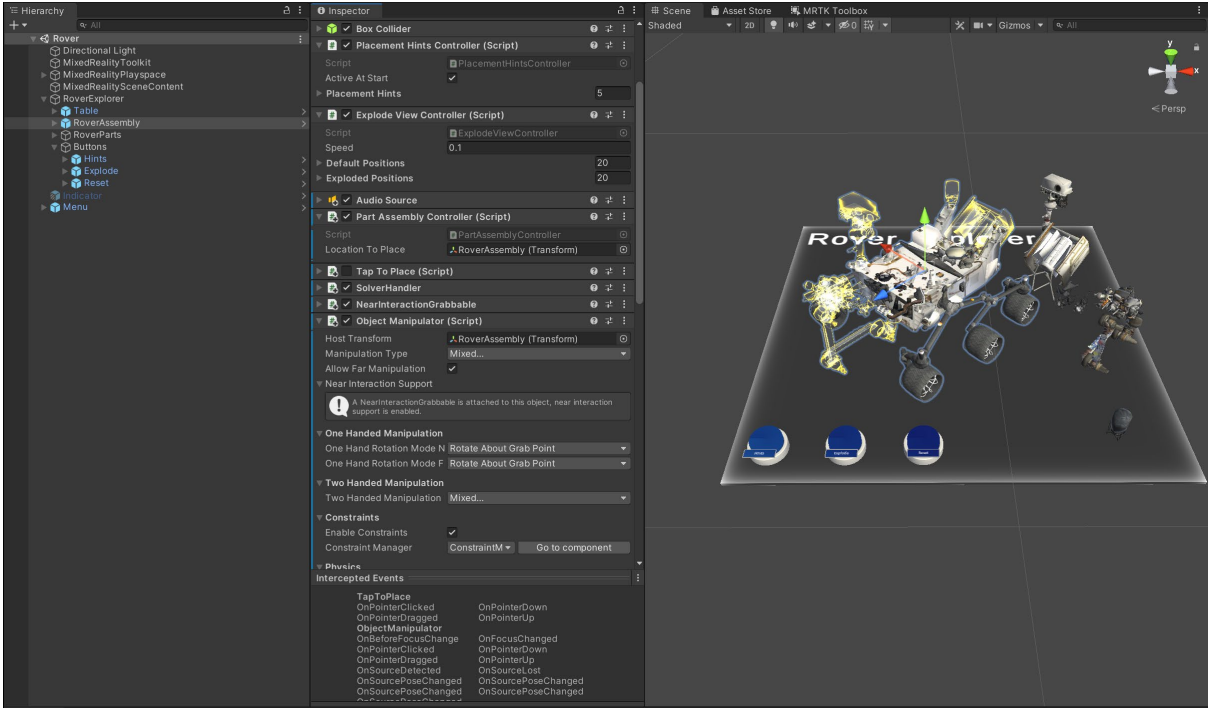 Hierarchy
All
Rover
Directional Light
MixedRealityToolkit
MixedRealityPlayspace
MixedRealitySceneContent
RoverExplorer
Table
RoverAssembly
RoverParts
Buttons
Hints
Explode
Reset
Indicator
Menu
Inspector
Box Collider
Placement Hints Controller (Script)
Script PlacementHintsController
Active At Start
Placement Hints 5
Explode View Controller (Script)
Script ExplodeViewController
Speed 0.1
Default Positions 20
Exploded Positions 20
Audio Source
Part Assembly Controller (Script)
Script PartAssemblyController
Location To Place RoverAssembly (Transform)
Tap To Place (Script)
SolverHandler
NearInteractionGrabbable
Object Manipulator (Script)
Host Transform RoverAssembly (Transform)
Manipulation Type Mixed...
Allow Far Manipulation
Near Interaction Support
A NearInteractionGrabbable is attached to this object, near interaction
support is enabled.
One Handed Manipulation
One Hand Rotation Mode N Rotate About Grab Point
One Hand Rotation Mode F Rotate About Grab Point
Two Handed Manipulation
Two Handed Manipulation Mixed...
Constraints
Enable Constraints
Constraint Manager ConstraintM Go to component
Physics
Intercepted Events
TapToPlace
OnPointerClicked OnPointerDown
OnPointerDragged OnPointerUp
ObjectManipulator
OnBeforeFocusChange OnFocusChanged
OnPointerClicked OnPointerDown
OnPointerDragged OnPointerUp
OnSourceDetected OnSourceLost
OnSourcePoseChanged OnSourcePoseChanged
OnSourcePoseChanged OnSourcePoseChanged
OnSourcePoseChanged
Scene Asset Store MRTK Toolbox
Shaded 2D 0 Gizmos All
y
x
Persp
Rover
Explode
Reset